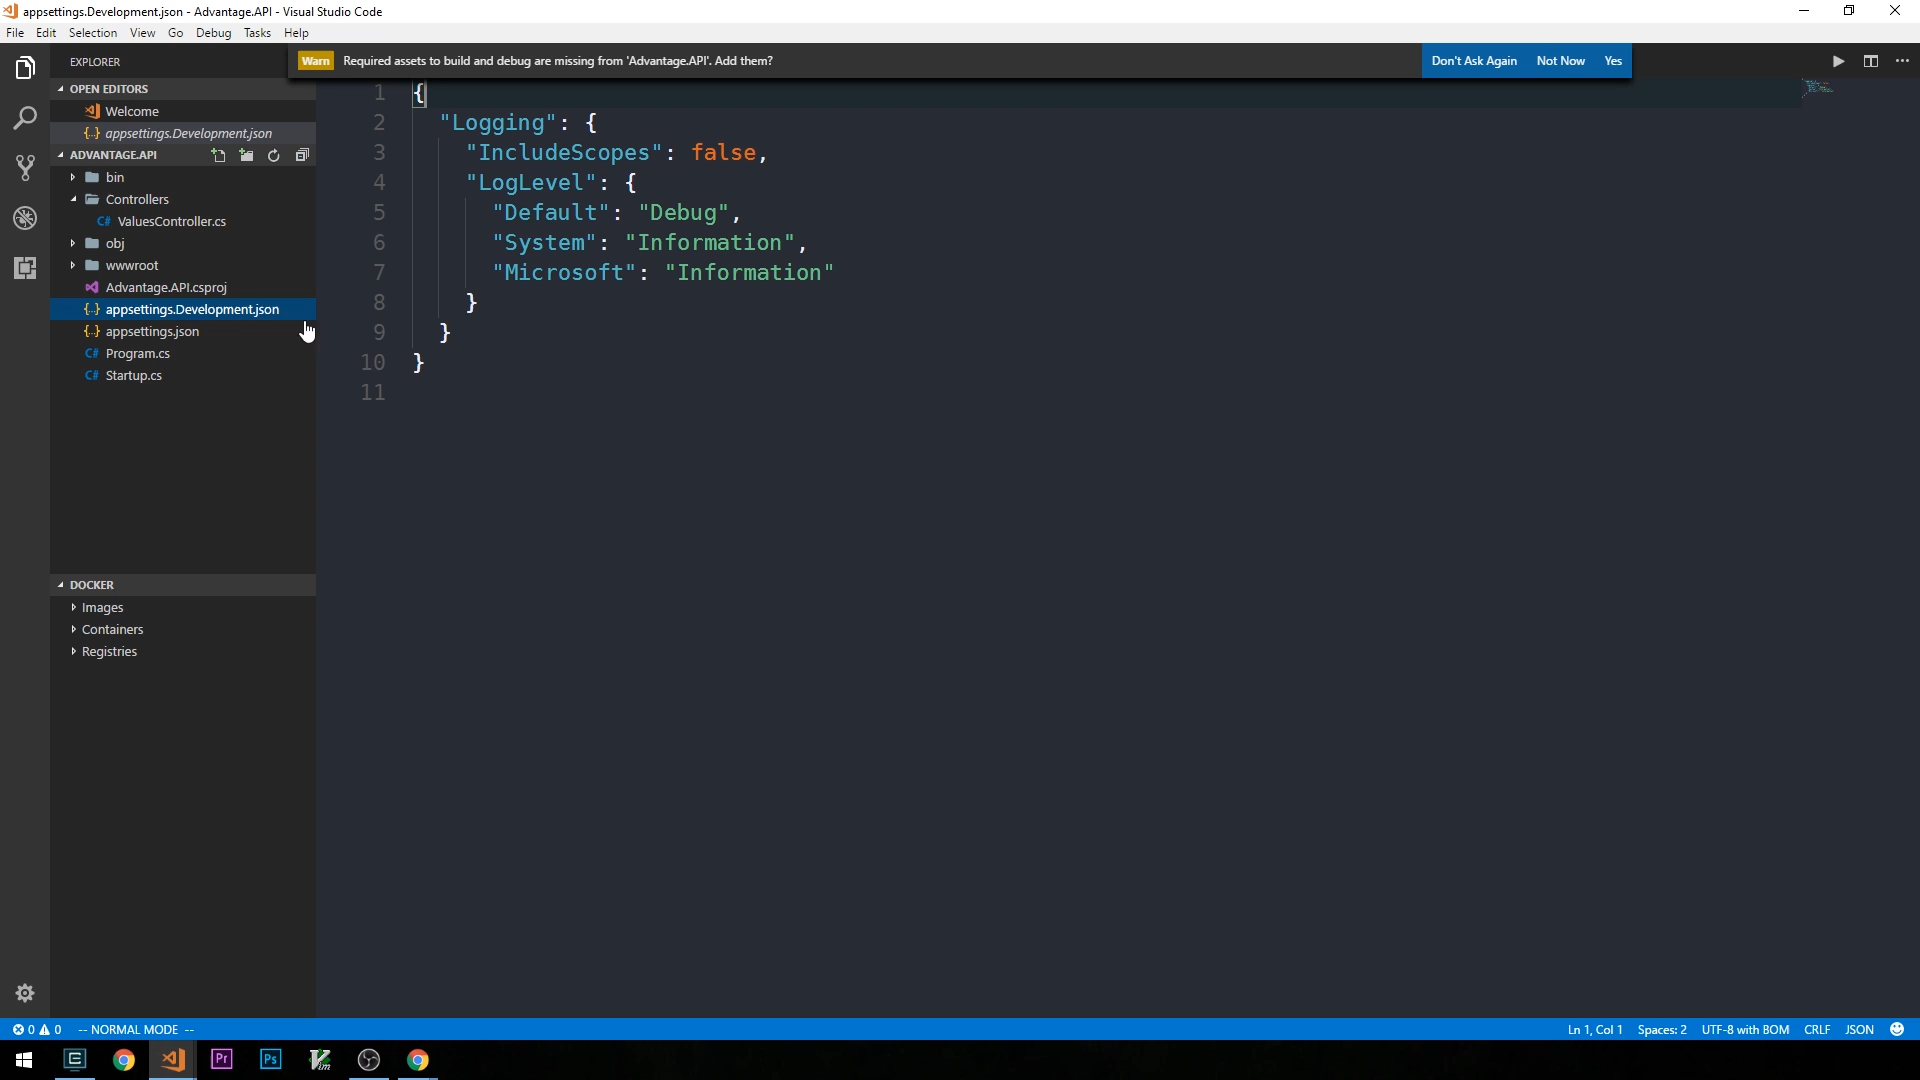 appsettings.Development.json - Advantage.API - Visual Studio Code
File Edit Selection View Go Debug Tasks Help
EXPLORER
Warn Required assets to build and debug are missing from 'Advantage.API'. Add them? Don't Ask Again Not Now Yes
OPEN EDITORS
Welcome
{..} appsettings.Development.json
ADVANTAGE.API
bin
Controllers
C# ValuesController.cs
obj
wwwroot
Advantage.API.csproj
{..} appsettings.Development.json
{..} appsettings.json
C# Program.cs
C# Startup.cs
DOCKER
Images
Containers
Registries
1 {
2 "Logging": {
3 "IncludeScopes": false,
4 "LogLevel": {
5 "Default": "Debug",
6 "System": "Information",
7 "Microsoft": "Information"
8 }
9 }
10 }
11
0 0 -- NORMAL MODE -- Ln 1, Col 1 Spaces: 2 UTF-8 with BOM CRLF JSON
Pr Ps Vim